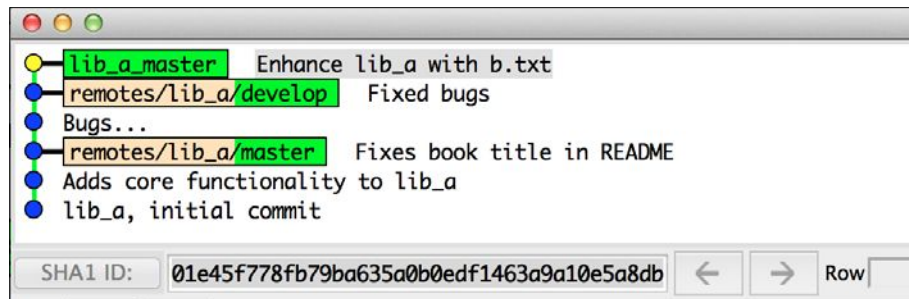 lib_a_master Enhance lib_a with b.txt
remotes/lib_a/develop Fixed bugs
Bugs...
remotes/lib_a/master Fixes book title in README
Adds core functionality to lib_a
lib_a, initial commit
SHA1 ID: 01e45f778fb79ba635a0b0edf1463a9a10e5a8db ← → Row